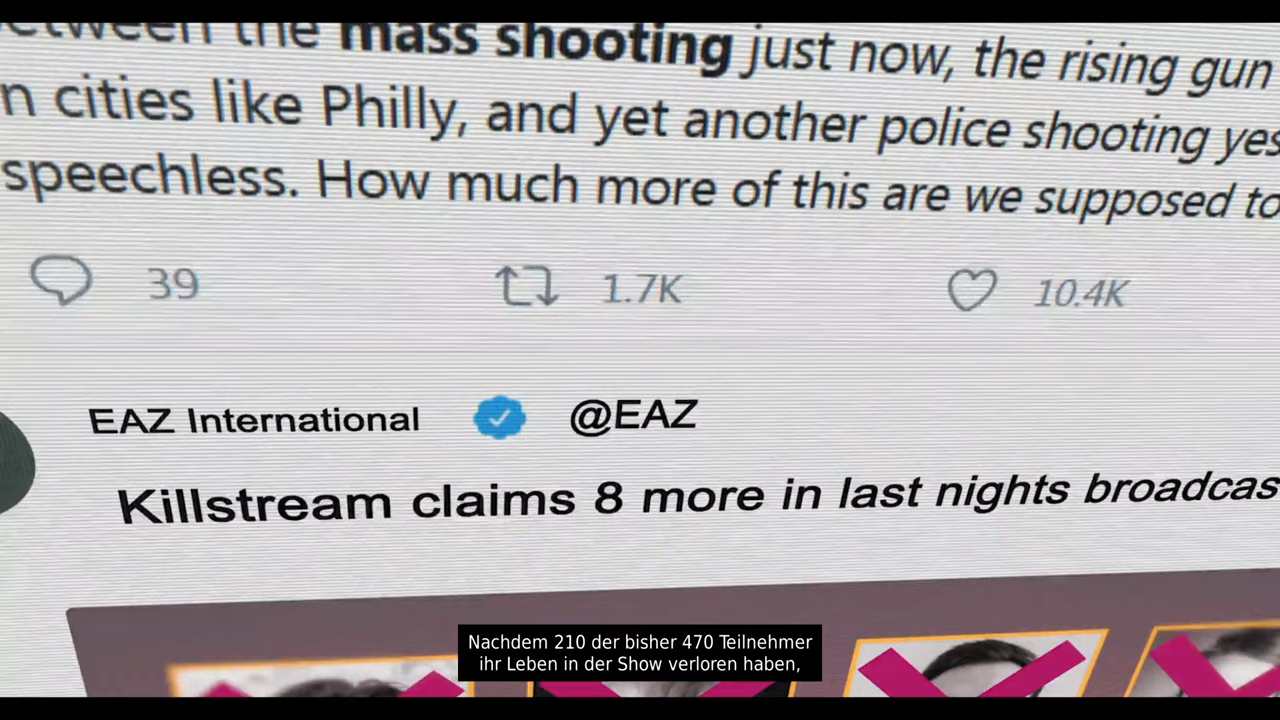 between the mass shooting just now, the rising gun
n cities like Philly, and yet another police shooting yes
speechless. How much more of this are we supposed to
39 1.7K 10.4K
EAZ International @EAZ
Killstream claims 8 more in last nights broadcas
Nachdem 210 der bisher 470 Teilnehmer
ihr Leben in der Show verloren haben,